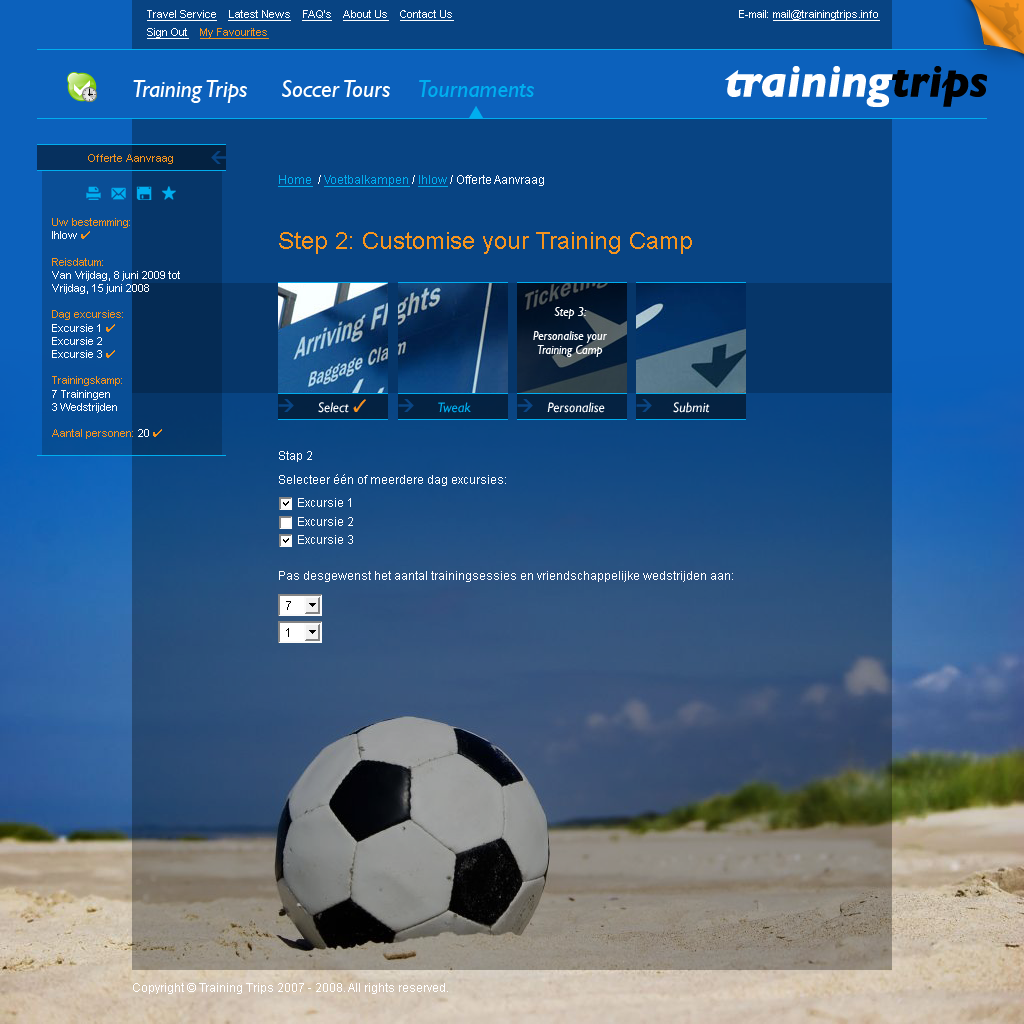 Travel Service Latest News FAQ's About Us Contact Us
E-mail: mail@trainingtrips.info
Sign Out My Favourites
Training Trips Soccer Tours Tournaments
trainingtrips
Offerte Aanvraag
Uw bestemming:
Ihlow
Reisdatum:
Van Vrijdag, 8 juni 2009 tot
Vrijdag, 15 juni 2008
Dag excursies:
Excursie 1
Excursie 2
Excursie 3
Trainingskamp:
7 Trainingen
3 Wedstrijden
Aantal personen: 20
Home / Voetbalkampen / Ihlow / Offerte Aanvraag
Step 2: Customise your Training Camp
Arriving Flights
Baggage Claim
Ticketing
Step 3:
Personalise your
Training Camp
Select Tweak Personalise Submit
Stap 2
Selecteer één of meerdere dag excursies:
Excursie 1
Excursie 2
Excursie 3
Pas desgewenst het aantal trainingsessies en vriendschappelijke wedstrijden aan:
7
1
Copyright © Training Trips 2007 - 2008. All rights reserved.